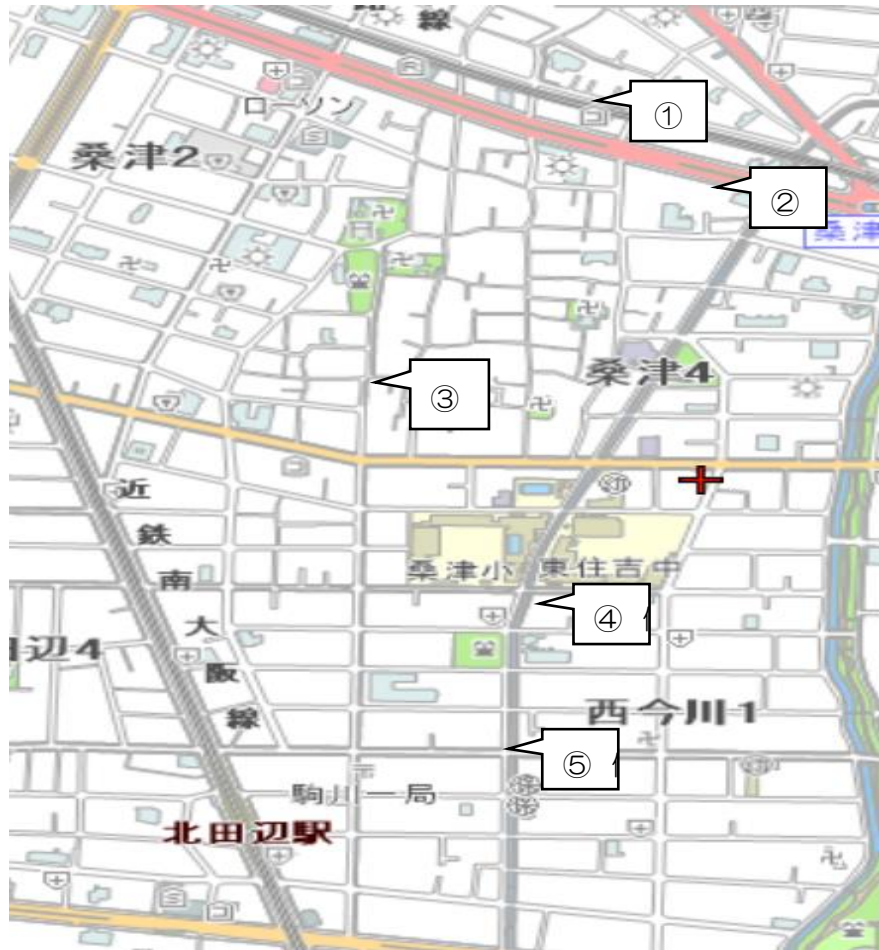 路線
ローソン
①
桑津2
②
桑津
桑津4
③
近鉄南大阪線
桑津小
東住吉中
④
辺4
西今川1
⑤
駒川一局
北田辺駅